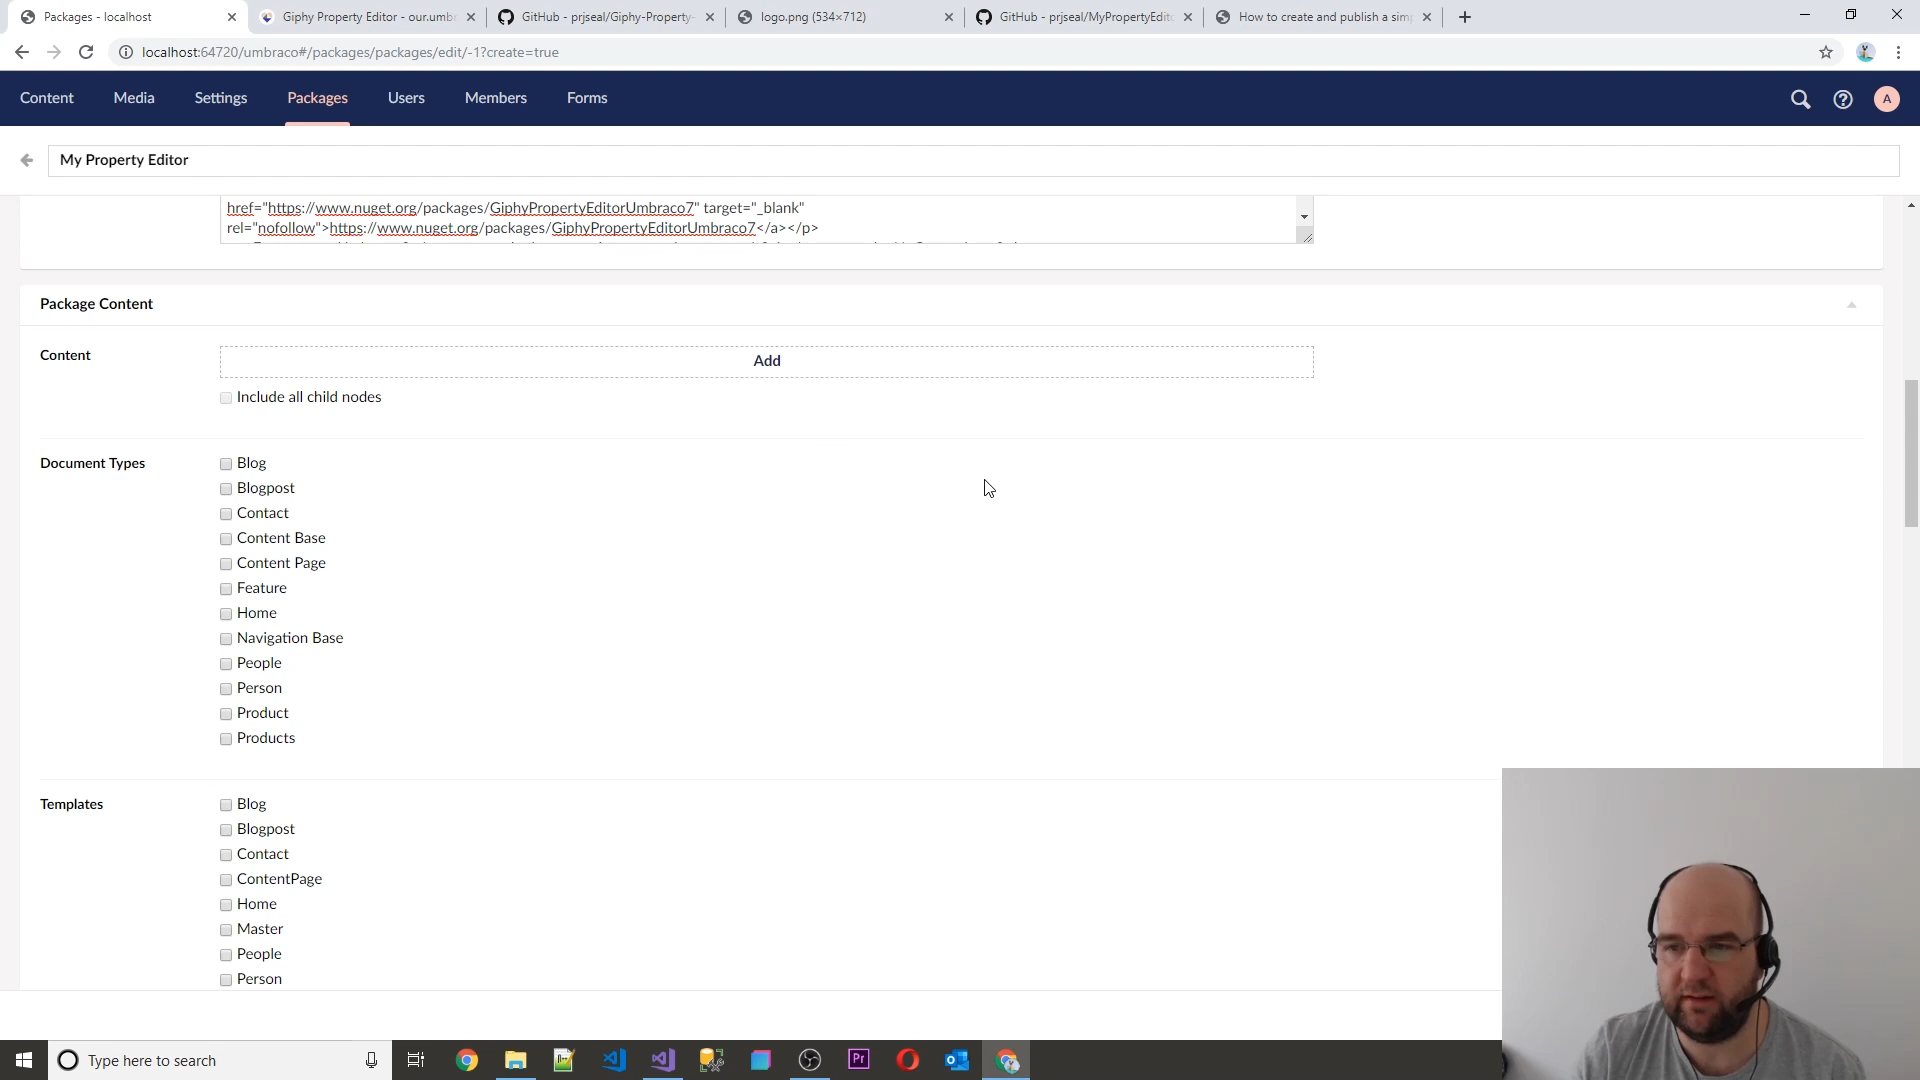 Packages - localhost
Giphy Property Editor - our.umbr
GitHub - prjseal/Giphy-Property-
logo.png (534×712)
GitHub - prjseal/MyPropertyEdito
How to create and publish a sim
localhost:64720/umbraco#/packages/packages/edit/-1?create=true
Content
Media
Settings
Packages
Users
Members
Forms
A
My Property Editor
href="https://www.nuget.org/packages/GiphyPropertyEditorUmbraco7" target="_blank"
rel="nofollow">https://www.nuget.org/packages/GiphyPropertyEditorUmbraco7</a></p>
Package Content
Content
Add
Include all child nodes
Document Types
Blog
Blogpost
Contact
Content Base
Content Page
Feature
Home
Navigation Base
People
Person
Product
Products
Templates
Blog
Blogpost
Contact
ContentPage
Home
Master
People
Person
Type here to search
Pr